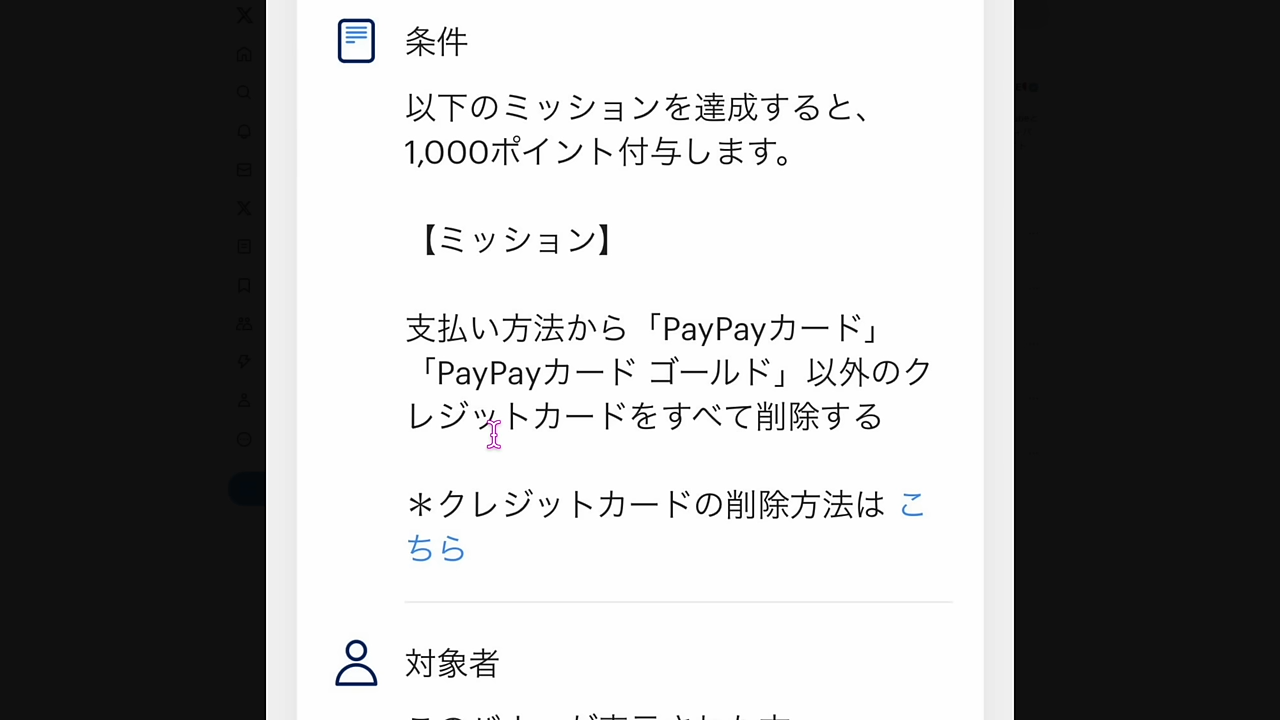 条件
以下のミッションを達成すると、
1,000ポイント付与します。
【ミッション】
支払い方法から「PayPayカード」
「PayPayカード ゴールド」以外のク
レジットカードをすべて削除する
＊クレジットカードの削除方法は こ
ちら
対象者